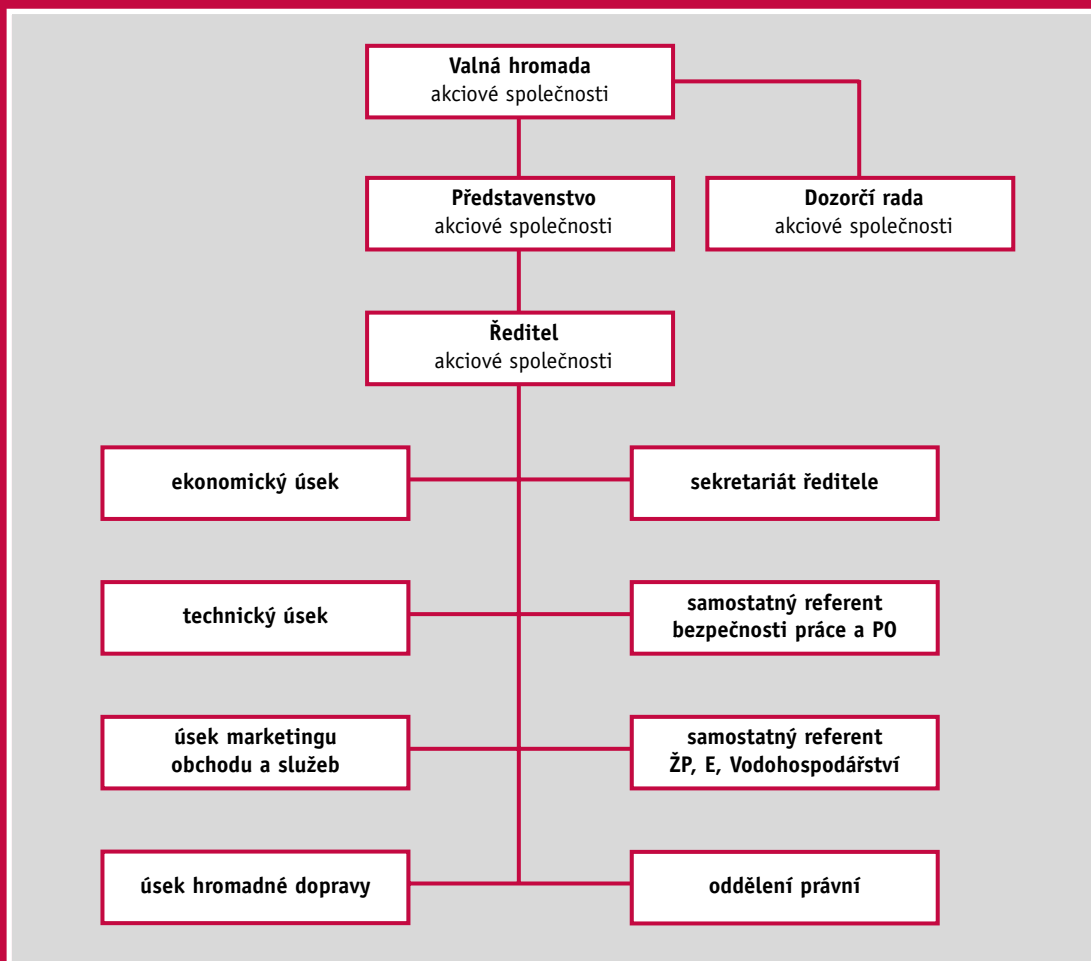 Valná hromada
akciové společnosti
Představenstvo
akciové společnosti
Dozorčí rada
akciové společnosti
Ředitel
akciové společnosti
ekonomický úsek
sekretariát ředitele
technický úsek
samostatný referent
bezpečnosti práce a PO
úsek marketingu
obchodu a služeb
samostatný referent
ŽP, E, Vodohospodářství
úsek hromadné dopravy
oddělení právní